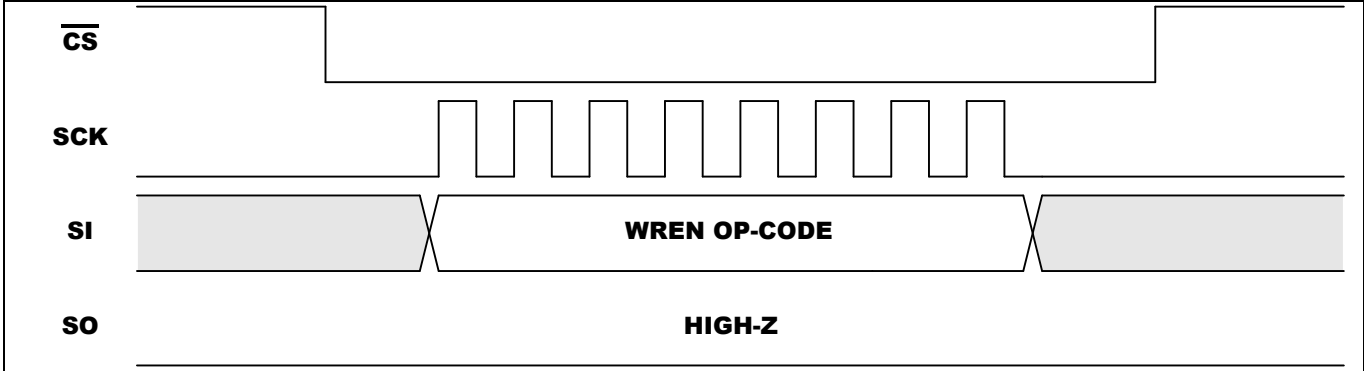 CS
SCK
SI
WREN OP-CODE
SO
HIGH-Z